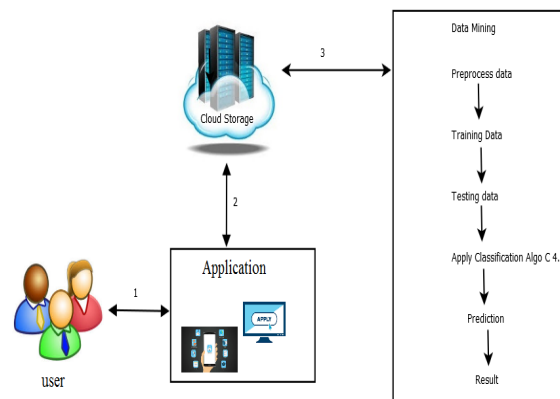 Data Mining
3
Preprocess data
Cloud Storage
Training Data
Testing data
2
Application
Apply Classification Algo C 4.
1
APPLY
Prediction
user
Result